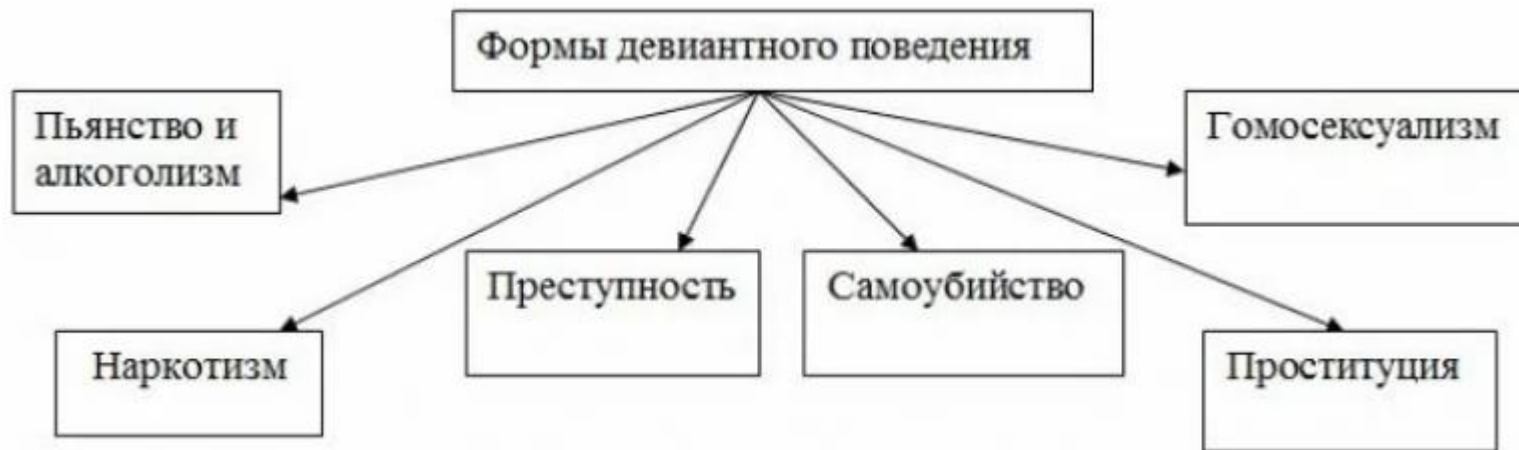 Формы девиантного поведения
Пьянство и
алкоголизм
Гомосексуализм
Преступность
Самоубийство
Наркотизм
Проституция